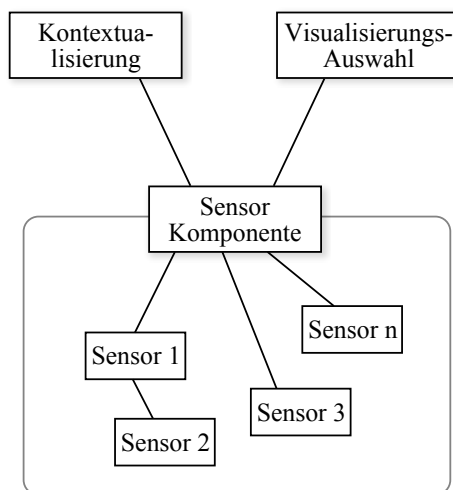 Kontextua-
lisierung
Visualisierungs-
Auswahl
Sensor
Komponente
Sensor n
Sensor 1
Sensor 3
Sensor 2